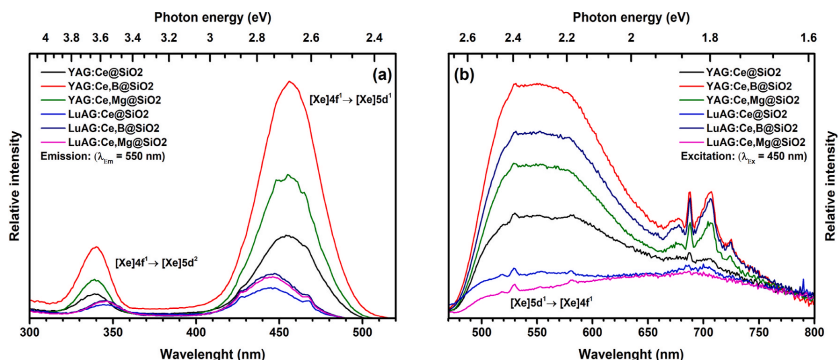 Photon energy (eV)
4 3.8 3.6 3.4 3.2 3 2.8 2.6 2.4
(a)
YAG:Ce@SiO2
YAG:Ce,B@SiO2
YAG:Ce,Mg@SiO2
LuAG:Ce@SiO2
LuAG:Ce,B@SiO2
LuAG:Ce,Mg@SiO2
Emission: (λEm = 550 nm)
[Xe]4f¹→ [Xe]5d¹
[Xe]4f¹→ [Xe]5d²
Relative intensity
300 350 400 450 500
Wavelenght (nm)
Photon energy (eV)
2.6 2.4 2.2 2 1.8 1.6
(b)
YAG:Ce@SiO2
YAG:Ce,B@SiO2
YAG:Ce,Mg@SiO2
LuAG:Ce@SiO2
LuAG:Ce,B@SiO2
LuAG:Ce,Mg@SiO2
Excitation: (λEx = 450 nm)
[Xe]5d¹→ [Xe]4f¹
Relative intensity
500 550 600 650 700 750 800
Wavelenght (nm)